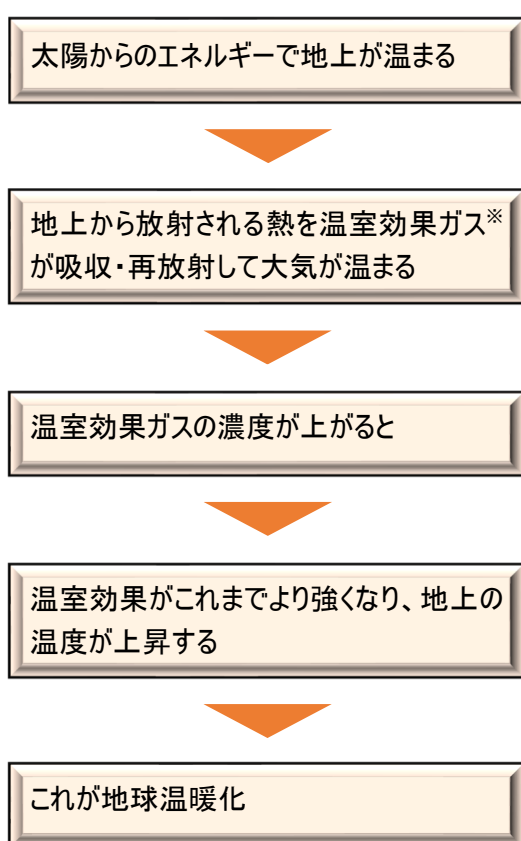 太陽からのエネルギーで地上が温まる
地上から放射される熱を温室効果ガス※
が吸収・再放射して大気が温まる
温室効果ガスの濃度が上がると
温室効果がこれまでより強くなり、地上の
温度が上昇する
これが地球温暖化